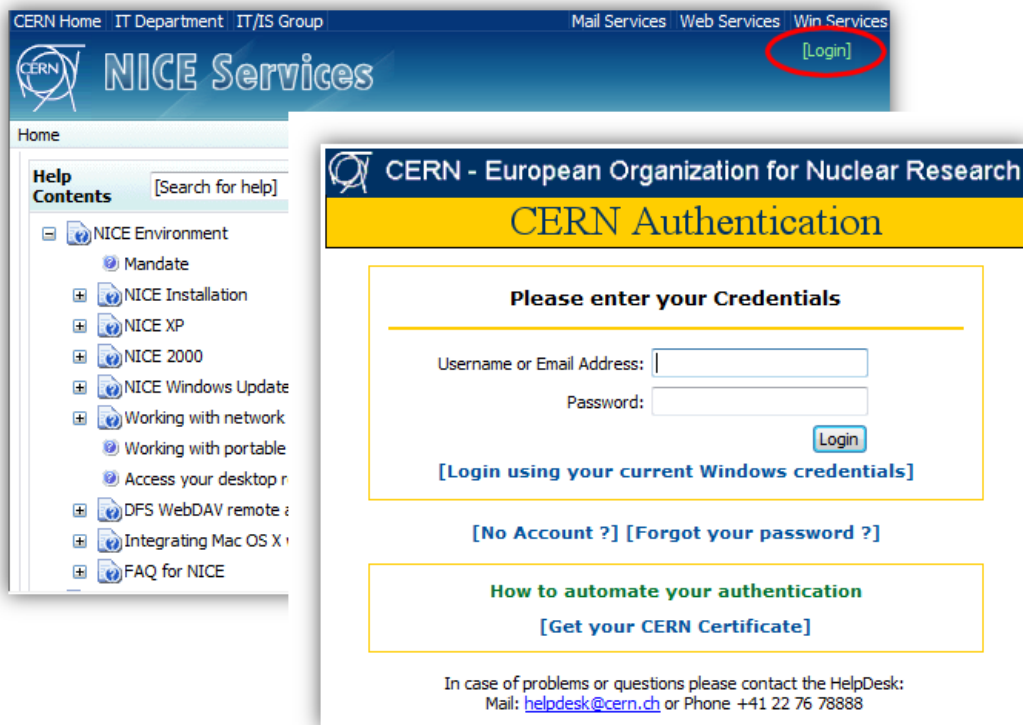 CERN Home IT Department IT/IS Group Mail Services Web Services Win Services
[Login]
CERN NICE Services
Home
Help Contents [Search for help]
NICE Environment
Mandate
NICE Installation
NICE XP
NICE 2000
NICE Windows Update
Working with network
Working with portable
Access your desktop r
DFS WebDAV remote a
Integrating Mac OS X
FAQ for NICE
CERN - European Organization for Nuclear Research
CERN Authentication
Please enter your Credentials
Username or Email Address:
Password:
Login
[Login using your current Windows credentials]
[No Account ?] [Forgot your password ?]
How to automate your authentication
[Get your CERN Certificate]
In case of problems or questions please contact the HelpDesk:
Mail: helpdesk@cern.ch or Phone +41 22 76 78888